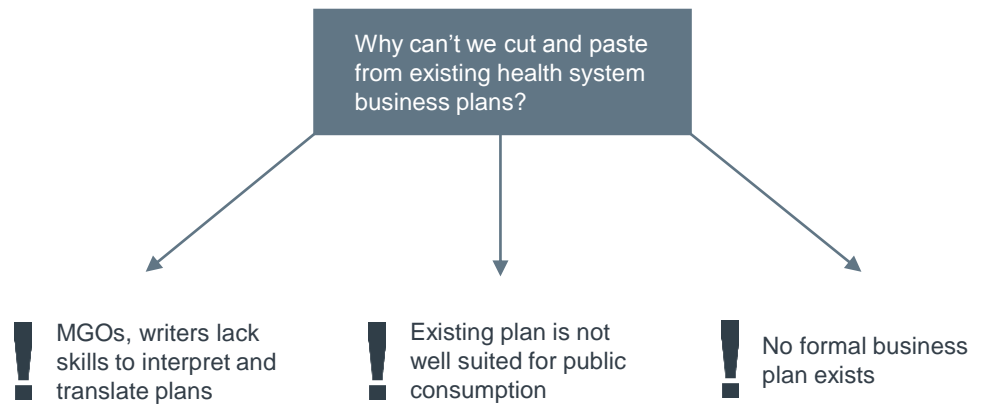 Why can’t we cut and paste
from existing health system
business plans?
MGOs, writers lack
skills to interpret and
translate plans
Existing plan is not
well suited for public
consumption
No formal business
plan exists